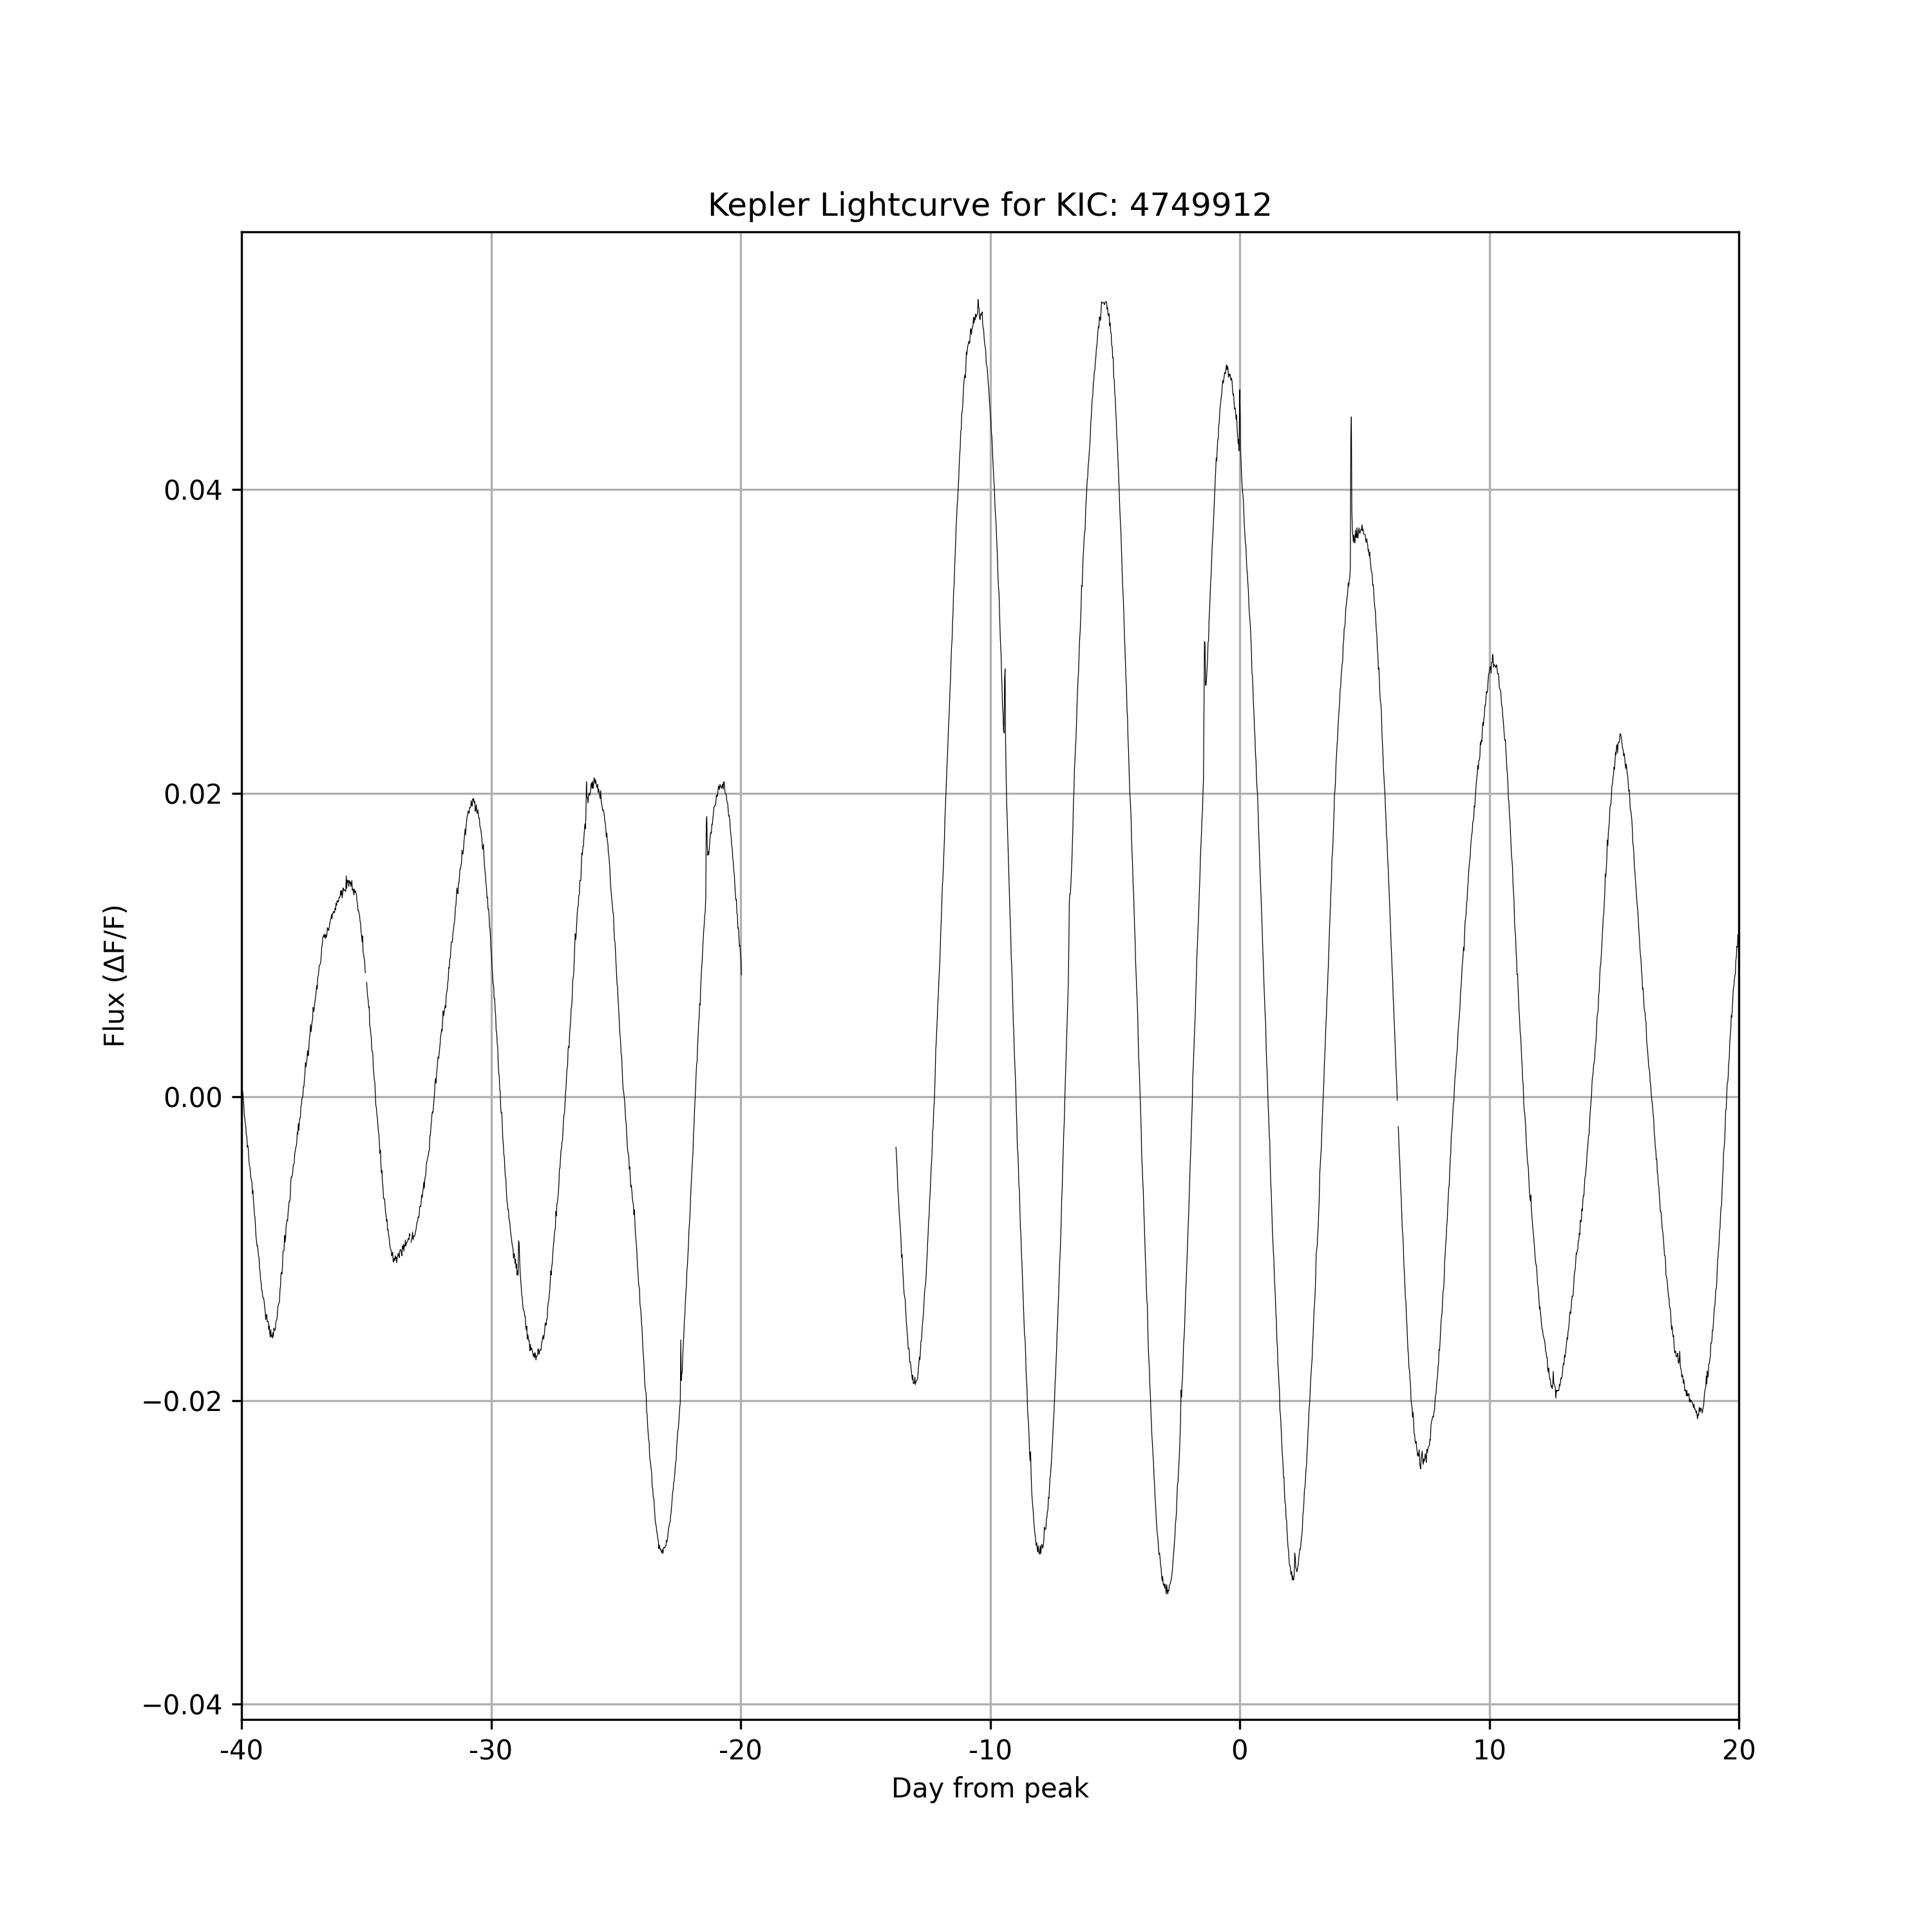 Kepler Lightcurve for KIC: 4749912
Flux (ΔF/F)
0.04
0.02
0.00
−0.02
−0.04
-40 -30 -20 -10 0 10 20
Day from peak